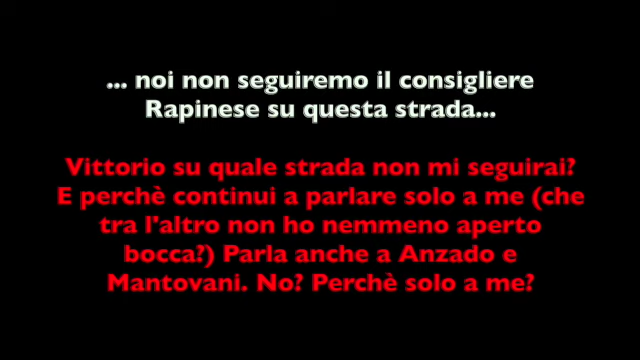 ... noi non seguiremo il consigliere
Rapinese su questa strada...
Vittorio su quale strada non mi seguirai?
E perchè continui a parlare solo a me (che
tra l'altro non ho nemmeno aperto
bocca?) Parla anche a Anzado e
Mantovani. No? Perchè solo a me?